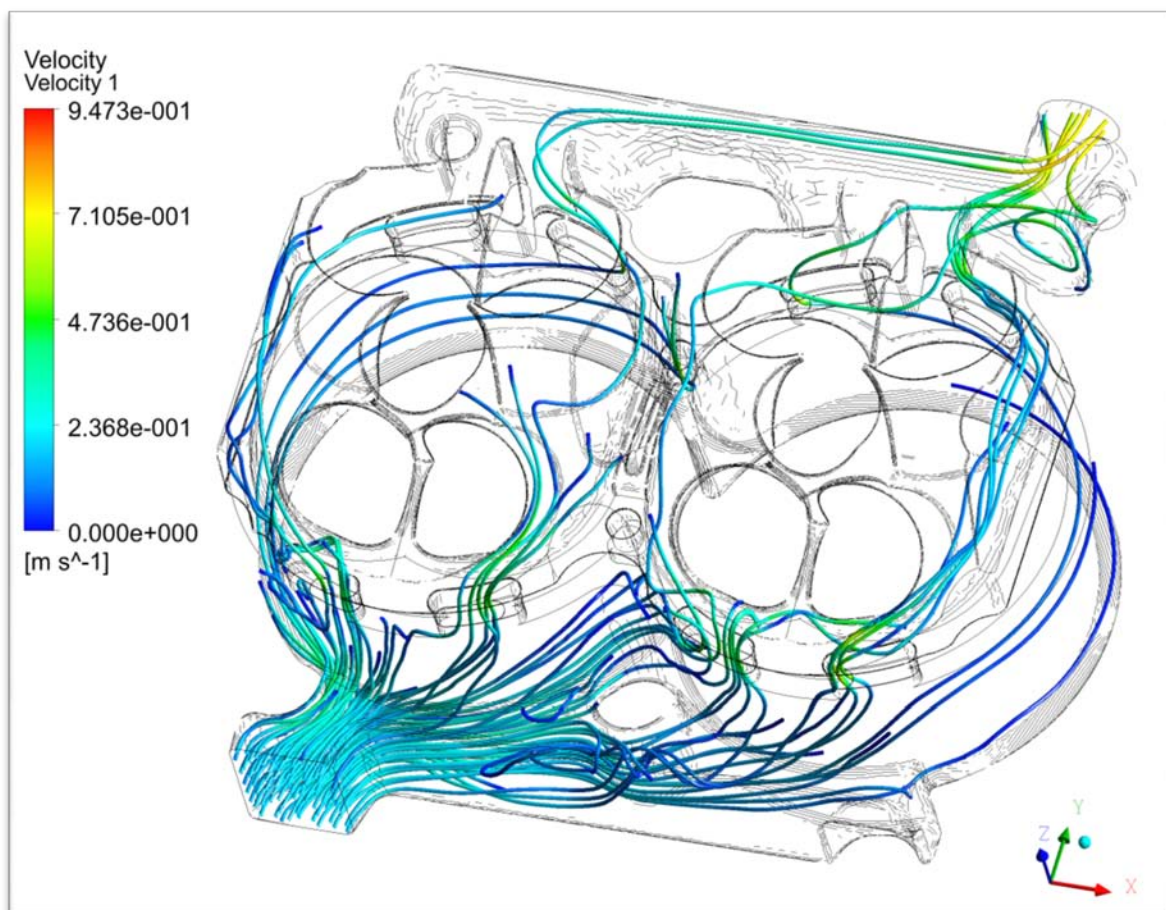 Velocity
Velocity 1
9.473e-001
7.105e-001
4.736e-001
2.368e-001
0.000e+000
[m s^-1]
Y
Z
X